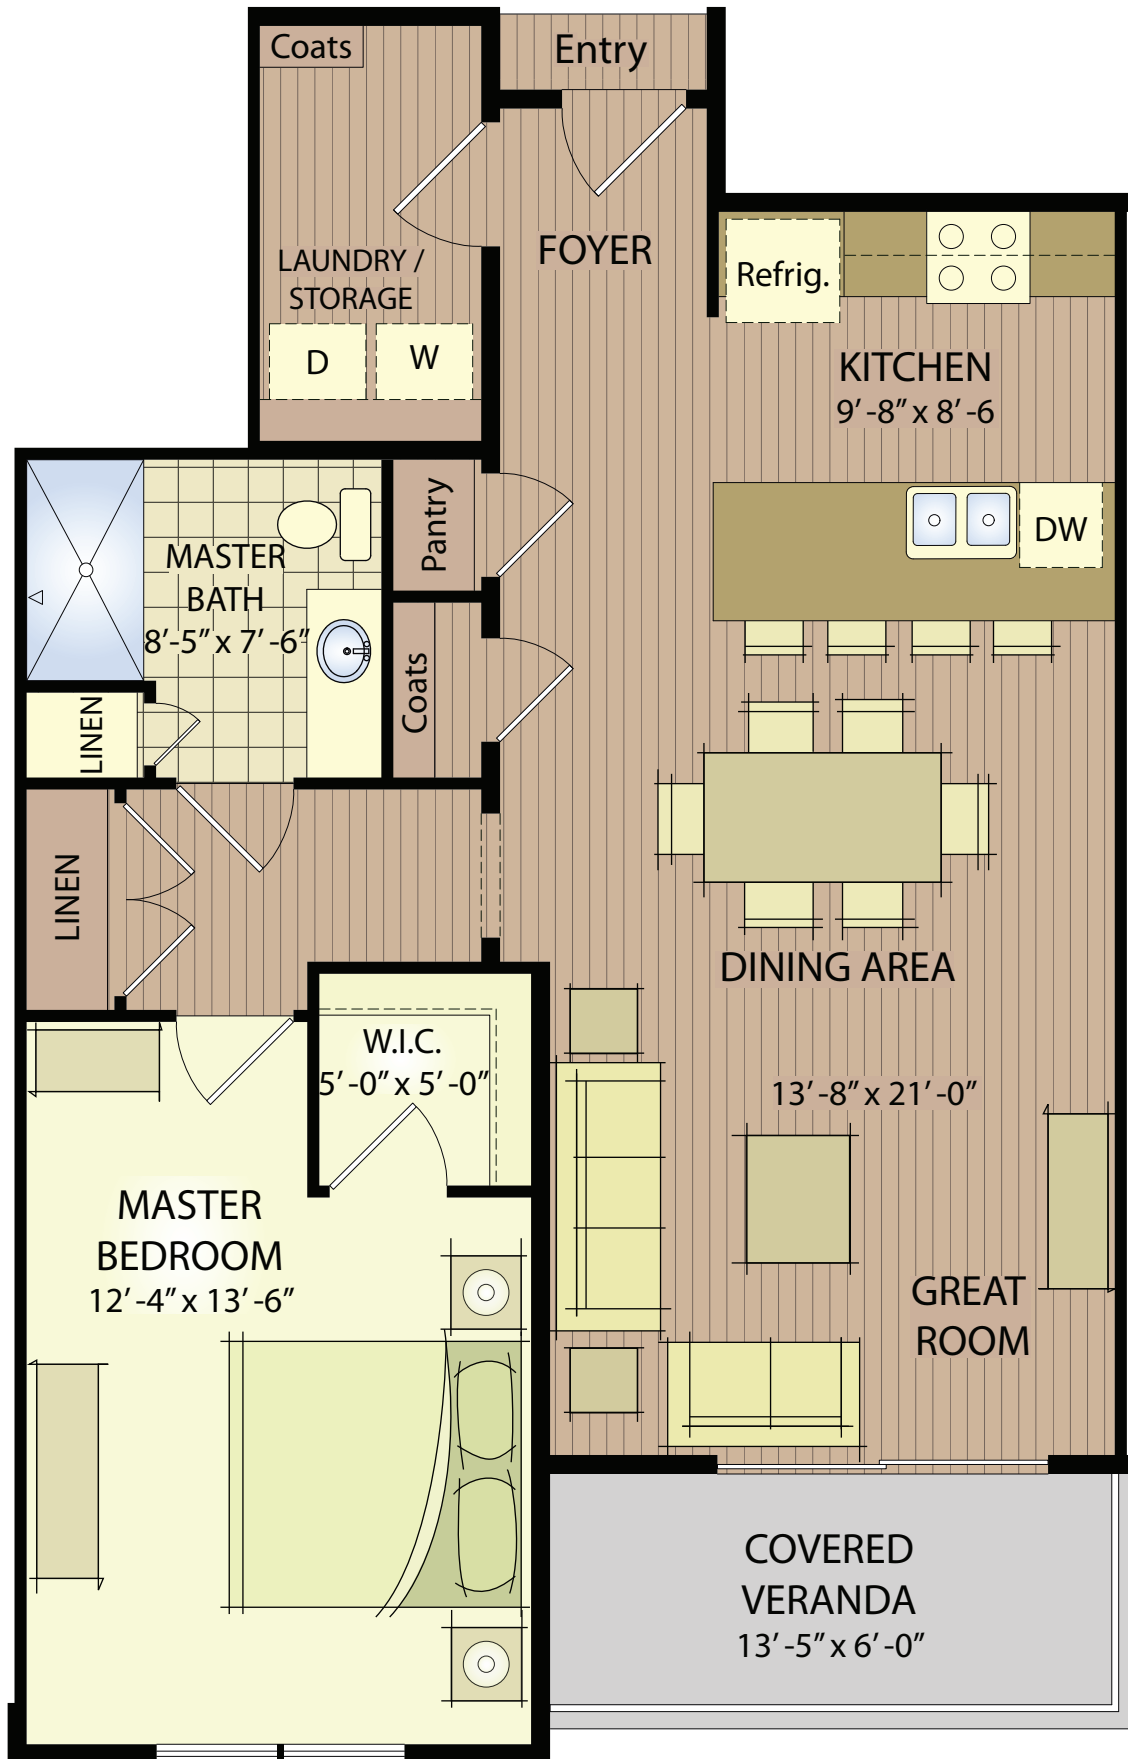 Coats
Entry
FOYER
LAUNDRY /
STORAGE
D
W
Refrig.
KITCHEN
9’ -8” x 8’ -6
DW
Pantry
MASTER
BATH
8’-5” x 7’ -6”
Coats
LINEN
LINEN
DINING AREA
13’ -8” x 21’ -0”
W.I.C.
5’ -0” x 5’ -0”
MASTER
BEDROOM
12’ -4” x 13’ -6”
GREAT
ROOM
COVERED
VERANDA
13’ -5” x 6’ -0”